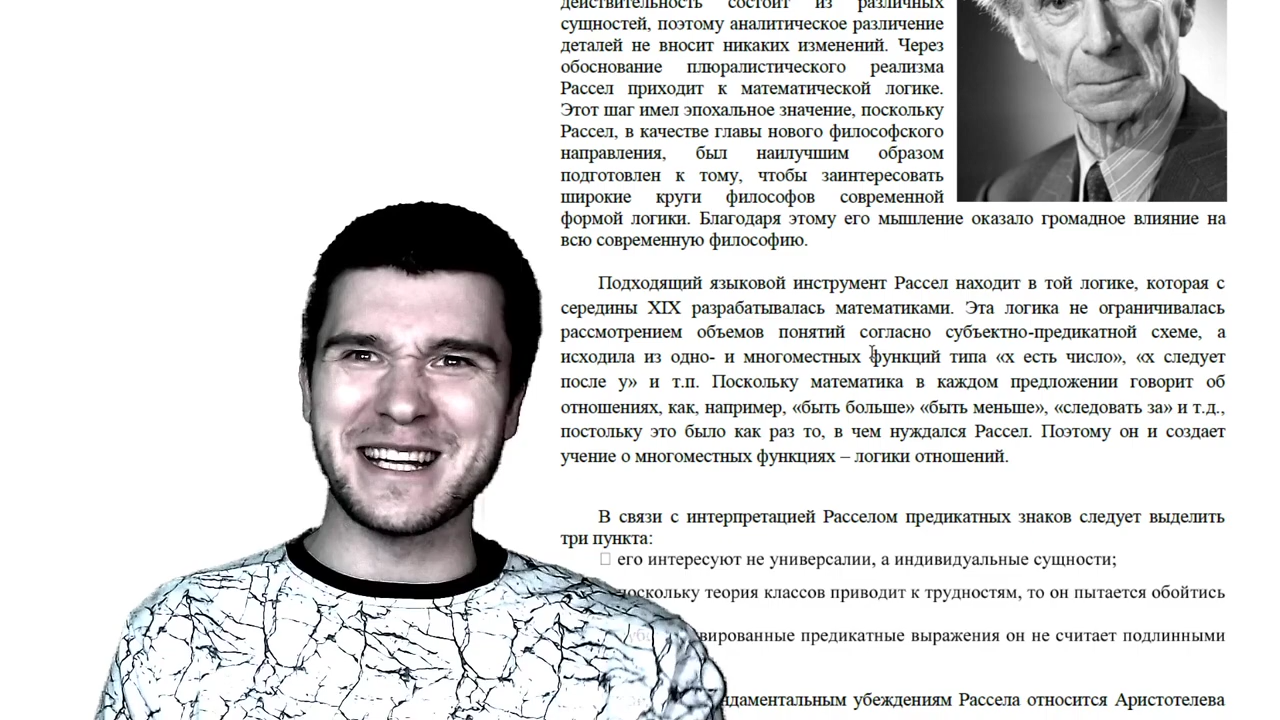 действительность состоит из различных
сущностей, поэтому аналитическое различение
деталей не вносит никаких изменений. Через
обоснование плюралистического реализма
Рассел приходит к математической логике.
Этот шаг имел эпохальное значение, поскольку
Рассел, в качестве главы нового философского
направления, был наилучшим образом
подготовлен к тому, чтобы заинтересовать
широкие круги философов современной
формой логики. Благодаря этому его мышление оказало громадное влияние на
всю современную философию.
Подходящий языковой инструмент Рассел находит в той логике, которая с
середины XIX разрабатывалась математиками. Эта логика не ограничивалась
рассмотрением объемов понятий согласно субъектно-предикатной схеме, а
исходила из одно- и многоместных функций типа «x есть число», «x следует
после y» и т.п. Поскольку математика в каждом предложении говорит об
отношениях, как, например, «быть больше» «быть меньше», «следовать за» и т.д.,
постольку это было как раз то, в чем нуждался Рассел. Поэтому он и создает
учение о многоместных функциях – логики отношений.
В связи с интерпретацией Расселом предикатных знаков следует выделить
три пункта:
его интересуют не универсалии, а индивидуальные сущности;
поскольку теория классов приводит к трудностям, то он пытается обойтись
вированные предикатные выражения он не считает подлинными
ндаментальным убеждениям Рассела относится Аристотелева